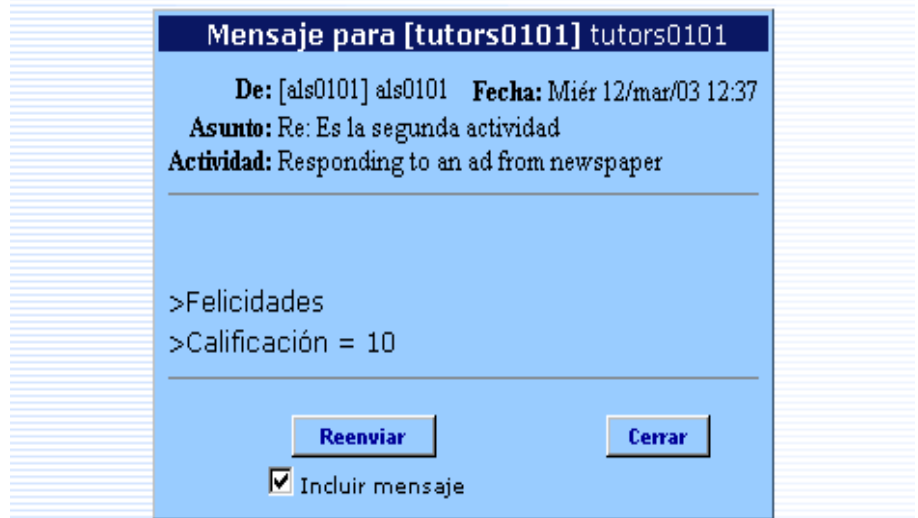 Mensaje para [tutors0101] tutors0101
De: [als0101] als0101 Fecha: Miér 12/mar/03 12:37
Asunto: Re: Es la segunda actividad
Actividad: Responding to an ad from newspaper
>Felicidades
>Calificación = 10
Reenviar Cerrar
Incluir mensaje